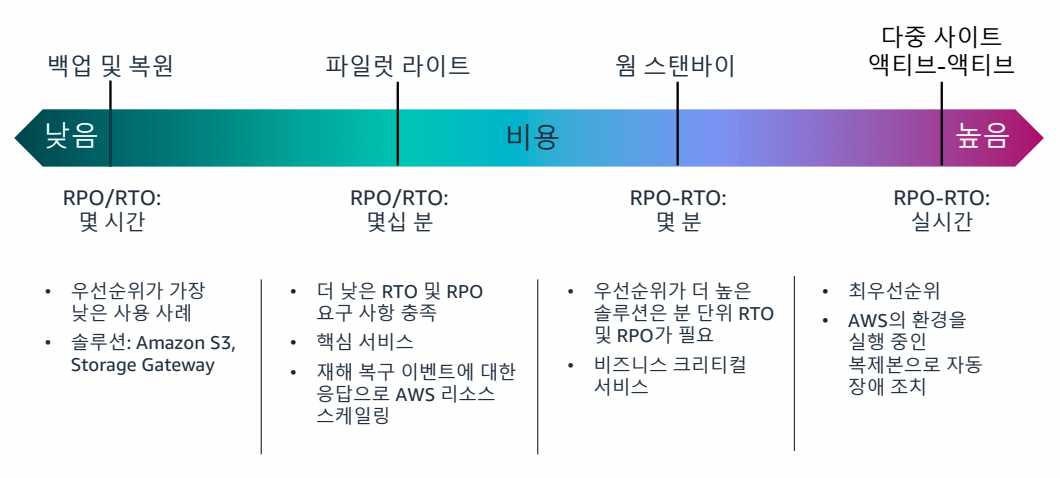 백업 및 복원
파일럿 라이트
웜 스탠바이
다중 사이트
액티브-액티브
낮음
비용
높음
RPO/RTO:
몇 시간
RPO/RTO:
몇십 분
RPO-RTO:
몇 분
RPO-RTO:
실시간
• 우선순위가 가장
낮은 사용 사례
• 솔루션: Amazon S3,
Storage Gateway
• 더 낮은 RTO 및 RPO
요구 사항 충족
• 핵심 서비스
• 재해 복구 이벤트에 대한
응답으로 AWS 리소스
스케일링
• 우선순위가 더 높은
솔루션은 분 단위 RTO
및 RPO가 필요
• 비즈니스 크리티컬
서비스
• 최우선순위
• AWS의 환경을
실행 중인
복제본으로 자동
장애 조치